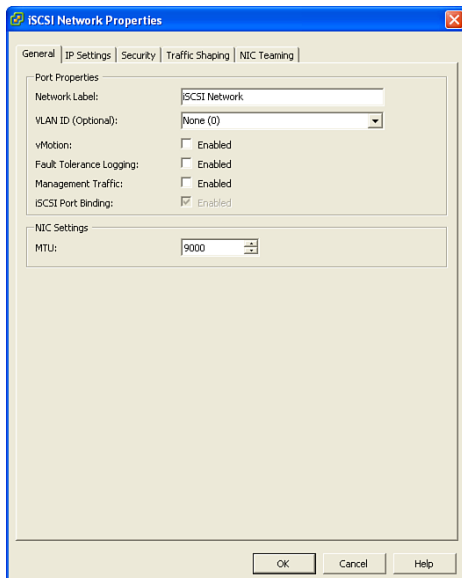 iSCSI Network Properties
General IP Settings Security Traffic Shaping NIC Teaming
Port Properties
Network Label: iSCSI Network
VLAN ID (Optional): None (0)
vMotion: Enabled
Fault Tolerance Logging: Enabled
Management Traffic: Enabled
iSCSI Port Binding: Enabled
NIC Settings
MTU: 9000
OK Cancel Help